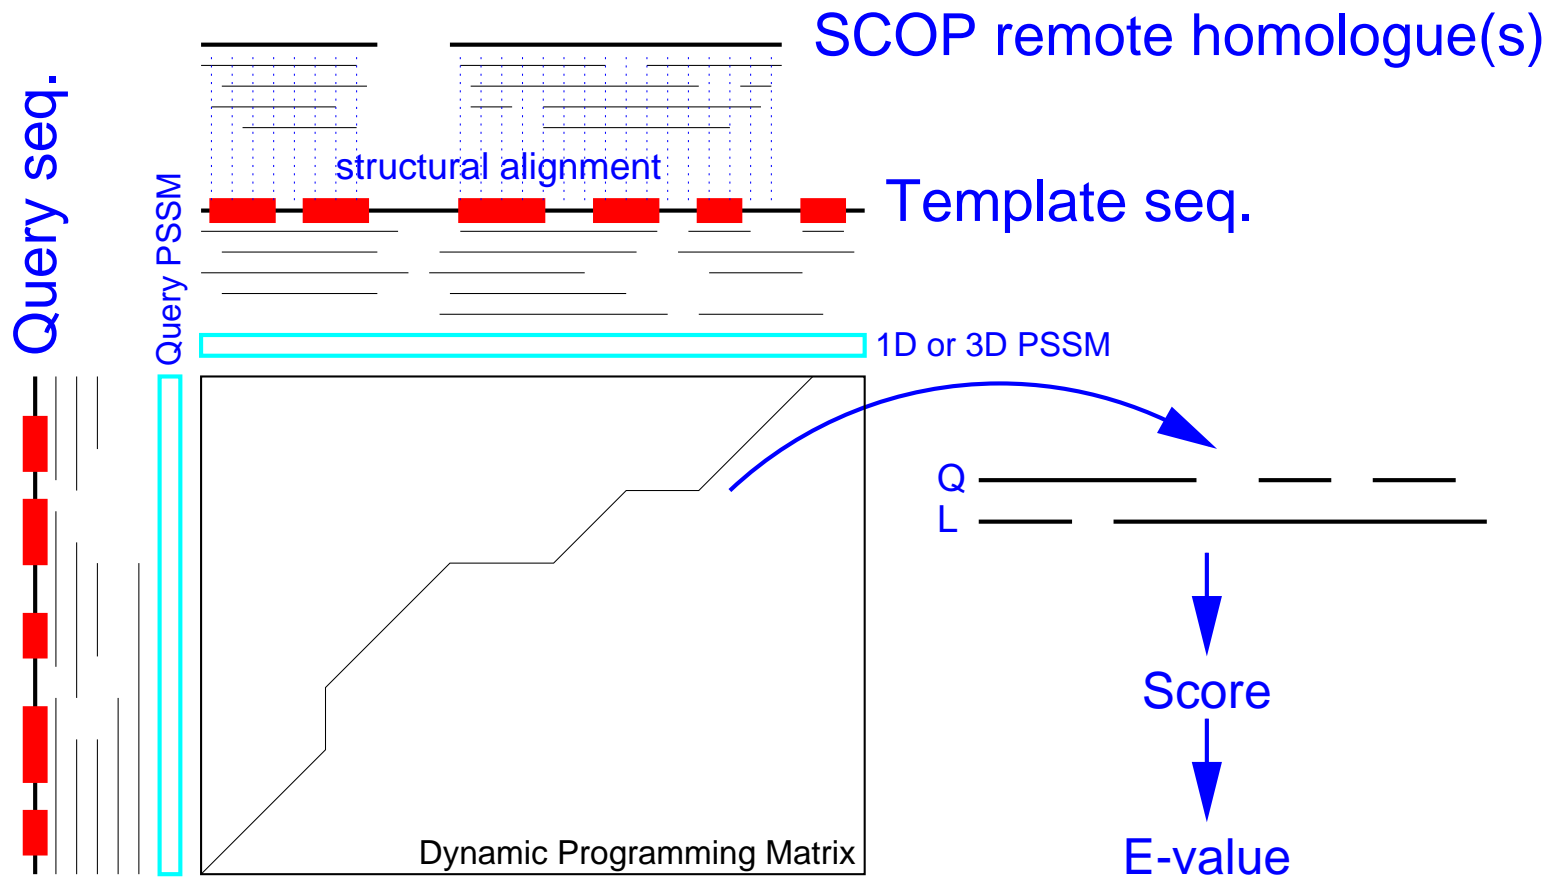 SCOP remote homologue(s)
Query seq.
structural alignment
Query PSSM
Template seq.
1D or 3D PSSM
Q
L
Score
Dynamic Programming Matrix
E-value